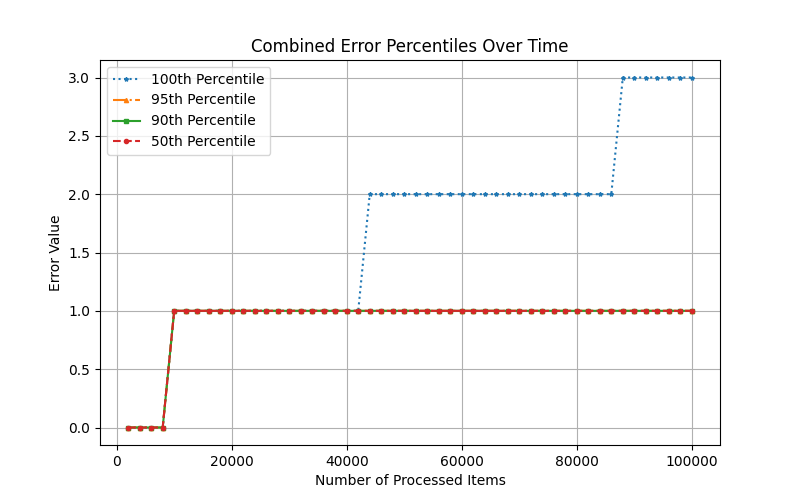 Combined Error Percentiles Over Time
100th Percentile
95th Percentile
90th Percentile
50th Percentile
3.0
2.5
2.0
1.5
1.0
0.5
0.0
Error Value
0 20000 40000 60000 80000 100000
Number of Processed Items